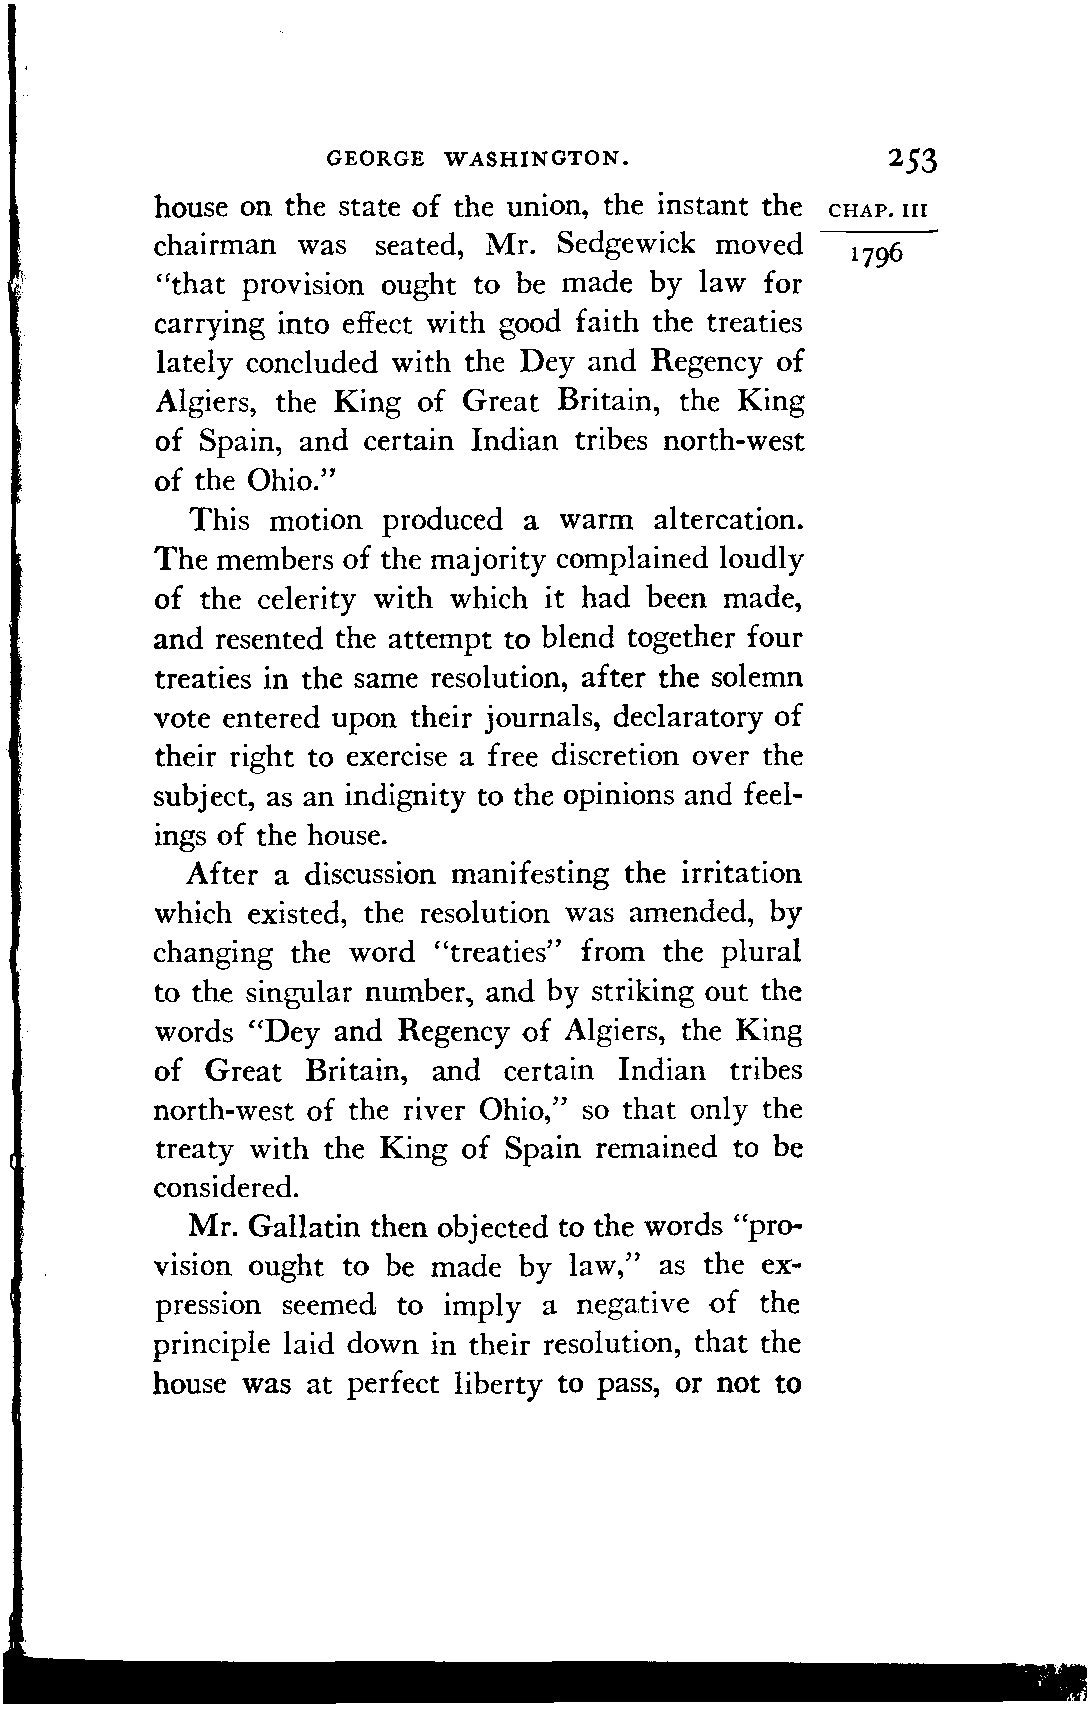 GEORGE WASHINGTON. 253
house on the state of the union, the instant the CHAP. III
chairman was seated, Mr. Sedgewick moved 1796
“that provision ought to be made by law for
carrying into effect with good faith the treaties
lately concluded with the Dey and Regency of
Algiers, the King of Great Britain, the King
of Spain, and certain Indian tribes north-west
of the Ohio.”
This motion produced a warm altercation.
The members of the majority complained loudly
of the celerity with which it had been made,
and resented the attempt to blend together four
treaties in the same resolution, after the solemn
vote entered upon their journals, declaratory of
their right to exercise a free discretion over the
subject, as an indignity to the opinions and feel-
ings of the house.
After a discussion manifesting the irritation
which existed, the resolution was amended, by
changing the word “treaties” from the plural
to the singular number, and by striking out the
words “Dey and Regency of Algiers, the King
of Great Britain, and certain Indian tribes
north-west of the river Ohio,” so that only the
treaty with the King of Spain remained to be
considered.
Mr. Gallatin then objected to the words “pro-
vision ought to be made by law,” as the ex-
pression seemed to imply a negative of the
principle laid down in their resolution, that the
house was at perfect liberty to pass, or not to